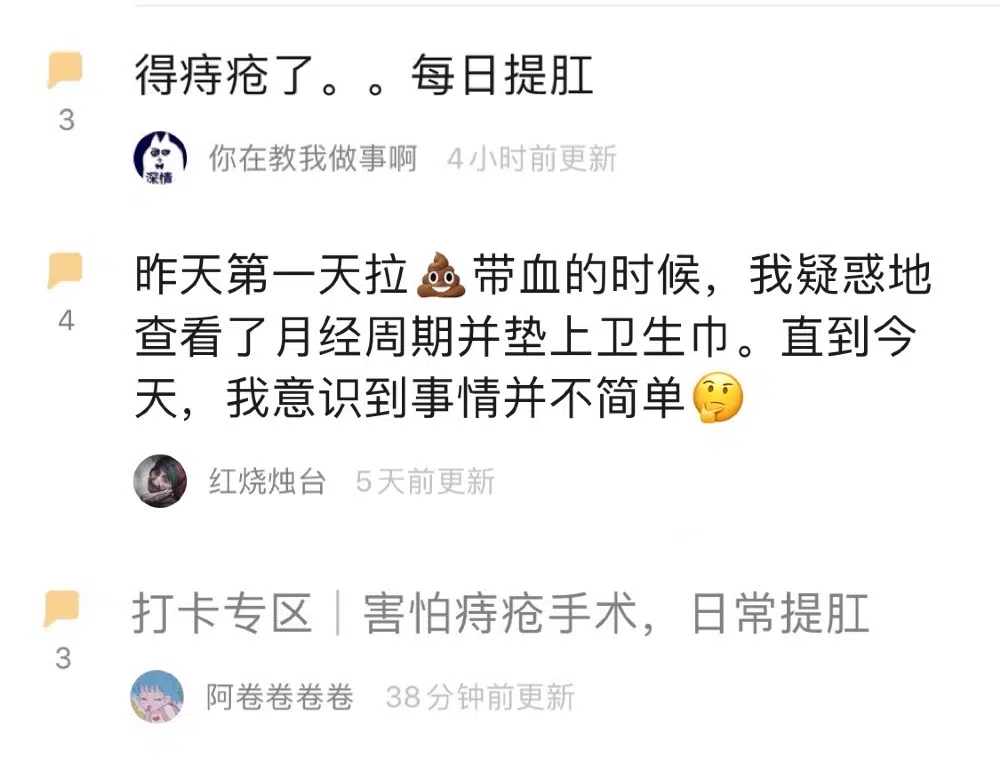 得痔疮了。。每日提肛
3
深情
你在教我做事啊 4小时前更新
昨天第一天拉💩带血的时候，我疑惑地
4
查看了月经周期并垫上卫生巾。直到今
天，我意识到事情并不简单🤔
红烧烛台 5天前更新
打卡专区｜害怕痔疮手术，日常提肛
3
阿卷卷卷卷 38分钟前更新